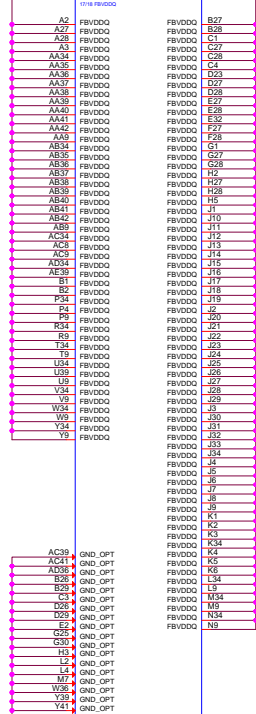 17/18 FBVDDQ
A2 FBVDDQ
A27 FBVDDQ
A28 FBVDDQ
A3 FBVDDQ
AA34 FBVDDQ
AA35 FBVDDQ
AA36 FBVDDQ
AA37 FBVDDQ
AA38 FBVDDQ
AA39 FBVDDQ
AA40 FBVDDQ
AA41 FBVDDQ
AA42 FBVDDQ
AA9 FBVDDQ
AB34 FBVDDQ
AB35 FBVDDQ
AB36 FBVDDQ
AB37 FBVDDQ
AB38 FBVDDQ
AB39 FBVDDQ
AB40 FBVDDQ
AB41 FBVDDQ
AB42 FBVDDQ
AB9 FBVDDQ
AC34 FBVDDQ
AC8 FBVDDQ
AC9 FBVDDQ
AD34 FBVDDQ
AE39 FBVDDQ
B1 FBVDDQ
B2 FBVDDQ
P34 FBVDDQ
P4 FBVDDQ
P9 FBVDDQ
R34 FBVDDQ
R9 FBVDDQ
T34 FBVDDQ
T9 FBVDDQ
U34 FBVDDQ
U39 FBVDDQ
U9 FBVDDQ
V34 FBVDDQ
V9 FBVDDQ
W34 FBVDDQ
W9 FBVDDQ
Y34 FBVDDQ
Y9 FBVDDQ
AC39 GND_OPT
AC41 GND_OPT
AD36 GND_OPT
B26 GND_OPT
B29 GND_OPT
C3 GND_OPT
D26 GND_OPT
D29 GND_OPT
E2 GND_OPT
G25 GND_OPT
G30 GND_OPT
H3 GND_OPT
L2 GND_OPT
L4 GND_OPT
M7 GND_OPT
W36 GND_OPT
Y39 GND_OPT
Y41 GND_OPT
FBVDDQ B27
FBVDDQ B28
FBVDDQ C1
FBVDDQ C27
FBVDDQ C28
FBVDDQ C4
FBVDDQ D23
FBVDDQ D27
FBVDDQ D28
FBVDDQ E27
FBVDDQ E28
FBVDDQ E32
FBVDDQ F27
FBVDDQ F28
FBVDDQ G1
FBVDDQ G27
FBVDDQ G28
FBVDDQ H2
FBVDDQ H27
FBVDDQ H28
FBVDDQ H5
FBVDDQ J1
FBVDDQ J10
FBVDDQ J11
FBVDDQ J12
FBVDDQ J13
FBVDDQ J14
FBVDDQ J15
FBVDDQ J16
FBVDDQ J17
FBVDDQ J18
FBVDDQ J19
FBVDDQ J2
FBVDDQ J20
FBVDDQ J21
FBVDDQ J22
FBVDDQ J23
FBVDDQ J24
FBVDDQ J25
FBVDDQ J26
FBVDDQ J27
FBVDDQ J28
FBVDDQ J29
FBVDDQ J3
FBVDDQ J30
FBVDDQ J31
FBVDDQ J32
FBVDDQ J33
FBVDDQ J34
FBVDDQ J4
FBVDDQ J5
FBVDDQ J6
FBVDDQ J7
FBVDDQ J8
FBVDDQ J9
FBVDDQ K1
FBVDDQ K2
FBVDDQ K3
FBVDDQ K34
FBVDDQ K4
FBVDDQ K5
FBVDDQ K6
FBVDDQ L34
FBVDDQ L9
FBVDDQ M34
FBVDDQ M9
FBVDDQ N34
FBVDDQ N9